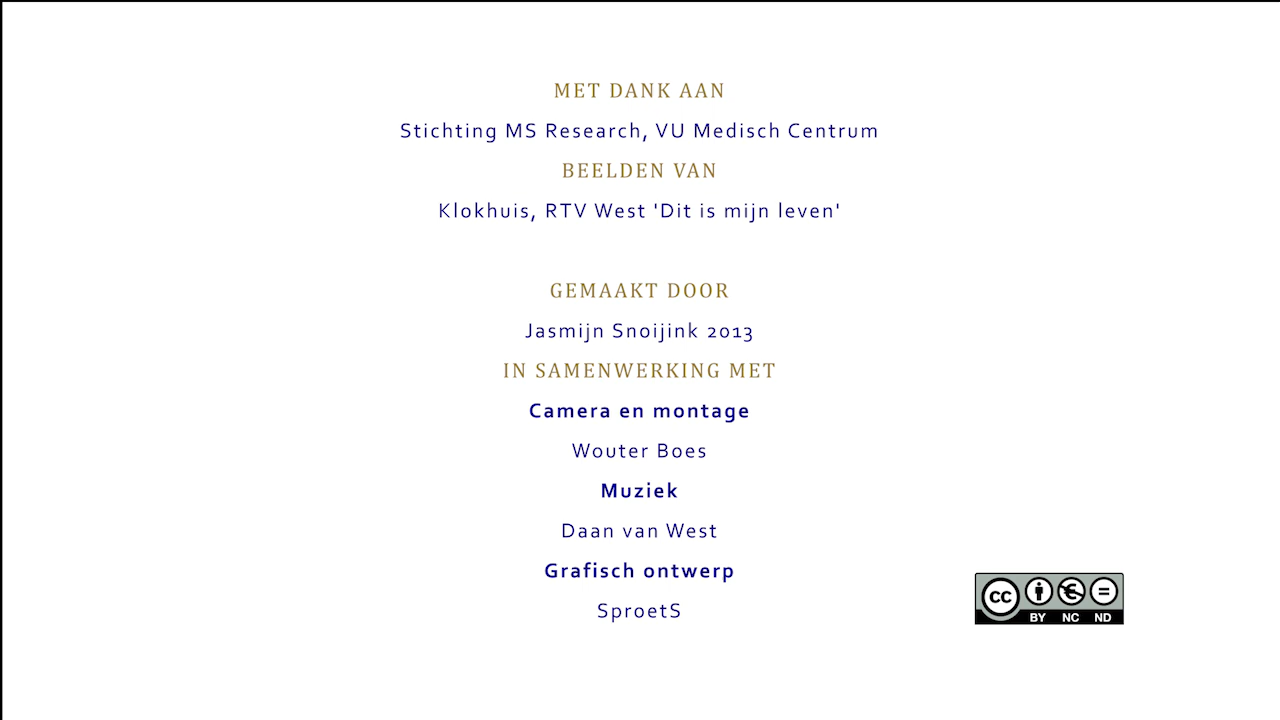 MET DANK AAN
Stichting MS Research, VU Medisch Centrum
BEELDEN VAN
Klokhuis, RTV West 'Dit is mijn leven'
GEMAAKT DOOR
Jasmijn Snoijink 2013
IN SAMENWERKING MET
Camera en montage
Wouter Boes
Muziek
Daan van West
Grafisch ontwerp
SproetS
cc BY NC ND